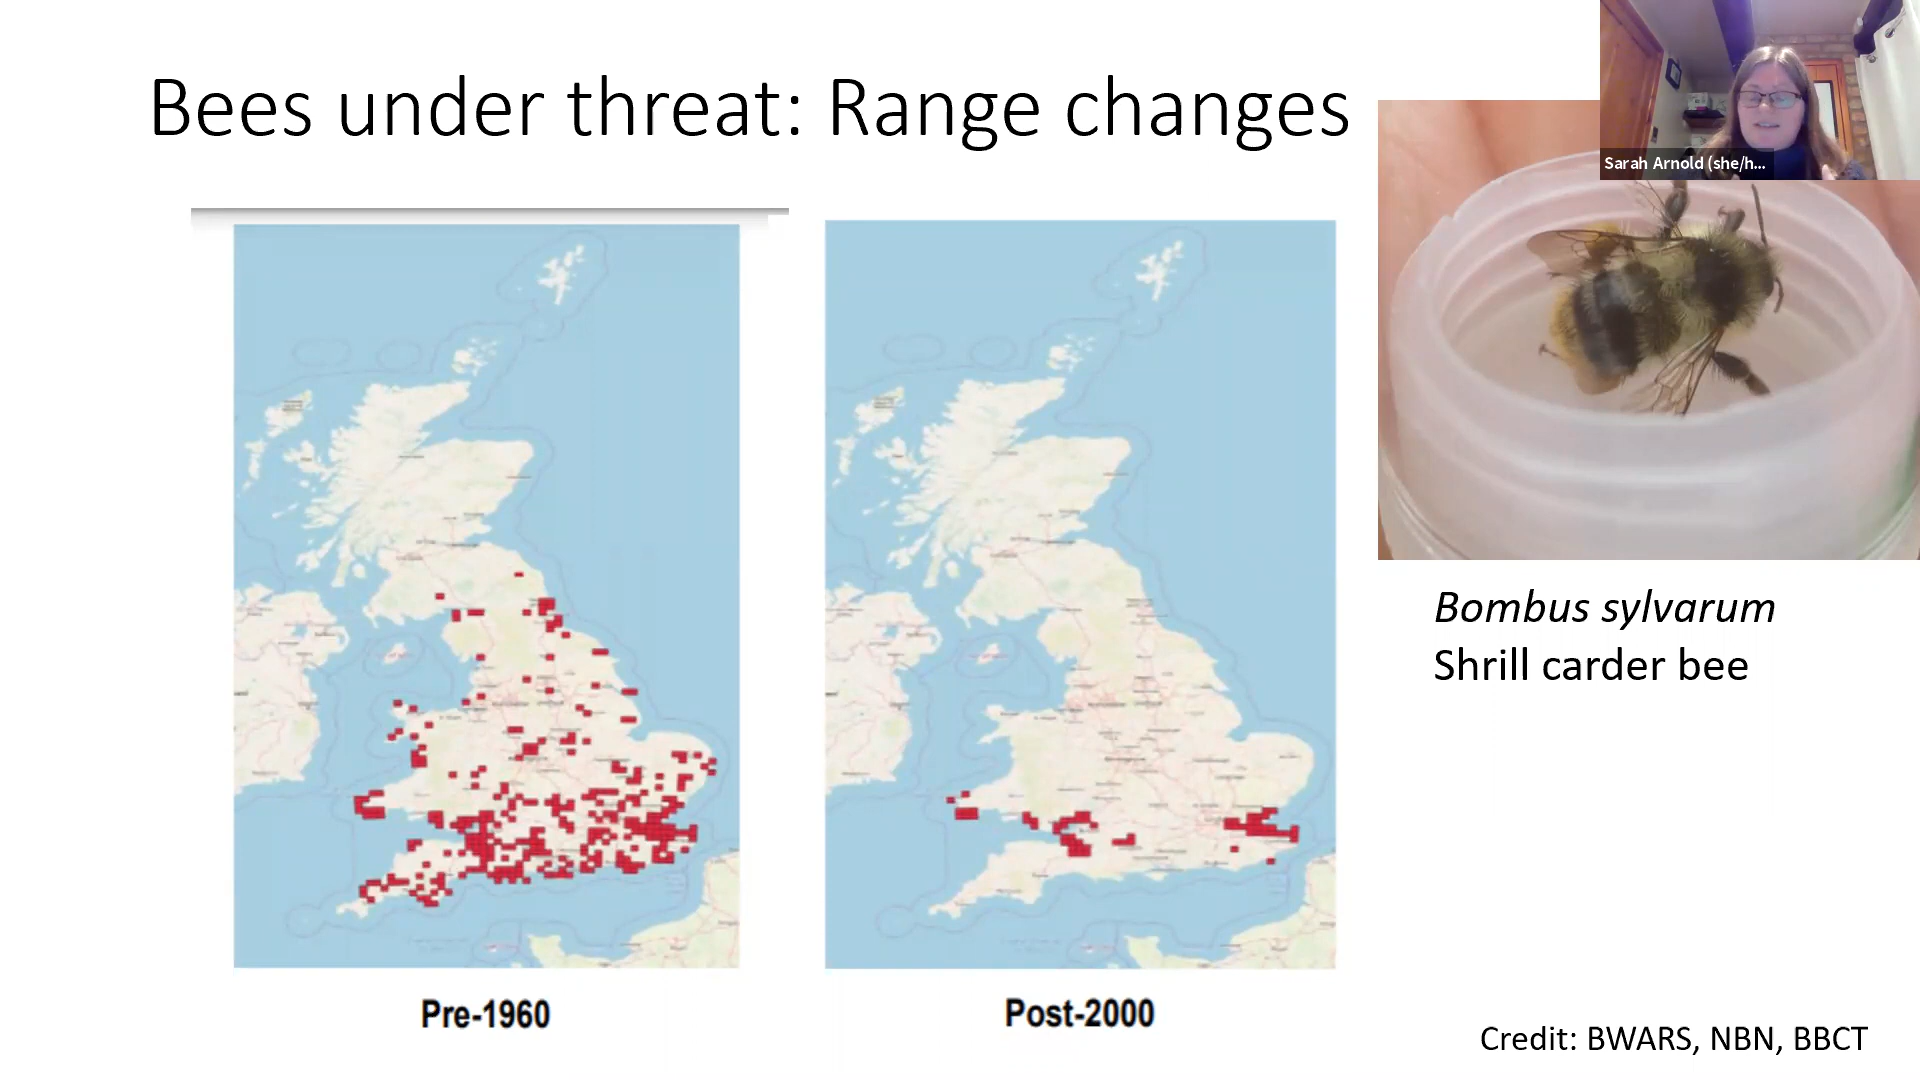 Bees under threat: Range changes
Sarah Arnold (she/h...
Bombus sylvarum
Shrill carder bee
Pre-1960
Post-2000
Credit: BWARS, NBN, BBCT